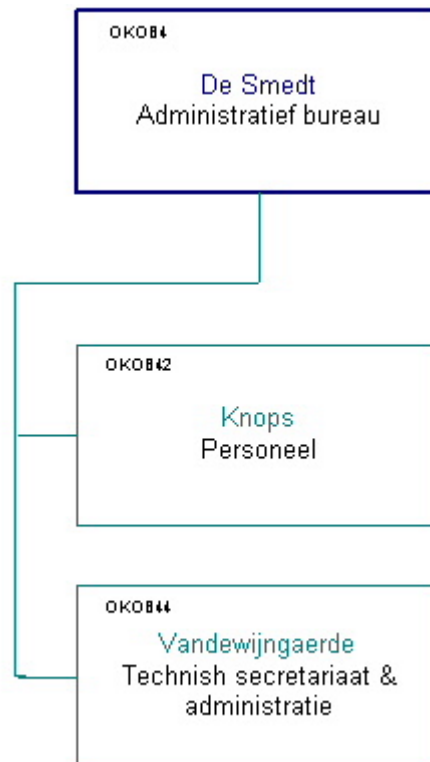 OKO84
De Smedt
Administratief bureau
OKO842
Knops
Personeel
OKO844
Vandewijngaerde
Technish secretariaat &
administratie